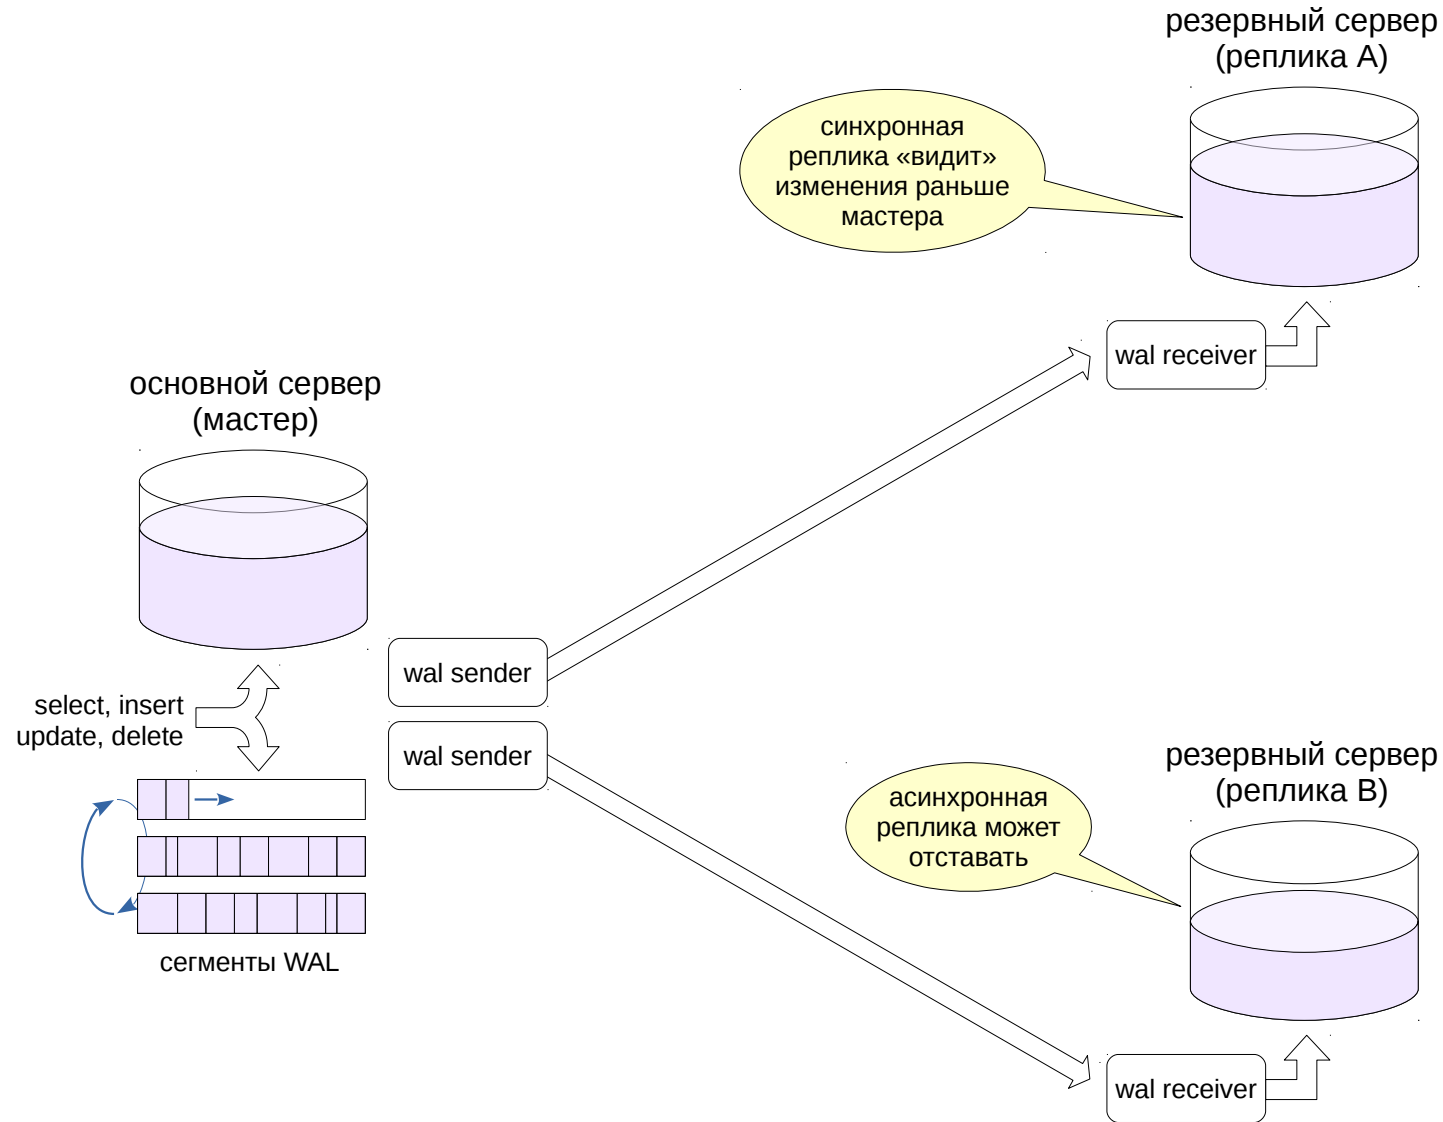 резервный сервер
(реплика A)
синхронная
реплика «видит»
изменения раньше
мастера
wal receiver
основной сервер
(мастер)
wal sender
select, insert
update, delete
wal sender
сегменты WAL
резервный сервер
(реплика B)
асинхронная
реплика может
отставать
wal receiver